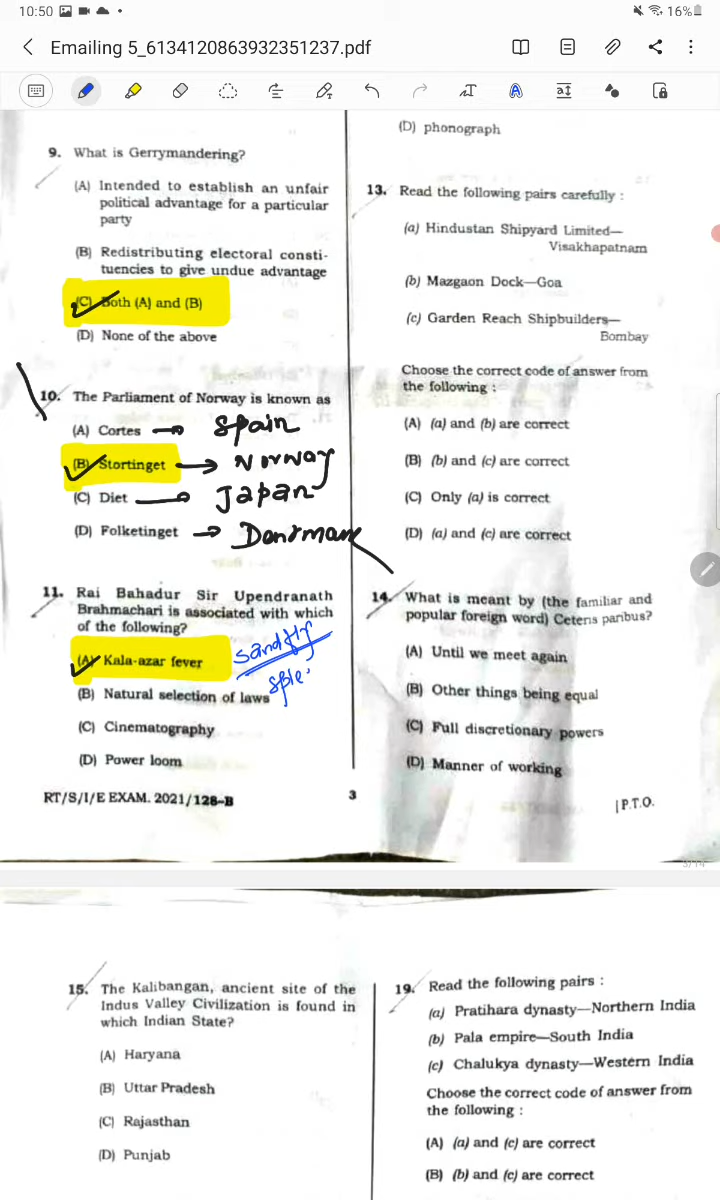 10:50
16%
Emailing 5_6134120863932351237.pdf
9. What is Gerrymandering?
(A) Intended to establish an unfair
political advantage for a particular
party
(B) Redistributing electoral consti-
tuencies to give undue advantage
(C) Both (A) and (B)
(D) None of the above
10. The Parliament of Norway is known as
(A) Cortes → Spain
(B) Stortinget → Norway
(C) Diet → Japan
(D) Folketinget →
11. Rai Bahadur Sir Upendranath
Brahmachari is associated with which
of the following?
(A) Kala-azar fever sandfly
(B) Natural selection of laws
(C) Cinematography
(D) Power loom
RT/S/I/E EXAM. 2021/128–B
3
(D) phonograph
13. Read the following pairs carefully :
(a) Hindustan Shipyard Limited—
Visakhapatnam
(b) Mazgaon Dock—Goa
(c) Garden Reach Shipbuilders—
Bombay
Choose the correct code of answer from
the following :
(A) (a) and (b) are correct
(B) (b) and (c) are correct
(C) Only (a) is correct
(D) (a) and (c) are correct
14. What is meant by (the familiar and
popular foreign word) Cetens paribus?
(A) Until we meet again
(B) Other things being equal
(C) Full discretionary powers
(D) Manner of working
[P.T.O.
3/14
15. The Kalibangan, ancient site of the
Indus Valley Civilization is found in
which Indian State?
(A) Haryana
(B) Uttar Pradesh
(C) Rajasthan
(D) Punjab
19. Read the following pairs :
(a) Pratihara dynasty—Northern India
(b) Pala empire—South India
(c) Chalukya dynasty—Western India
Choose the correct code of answer from
the following :
(A) (a) and (c) are correct
(B) (b) and (c) are correct